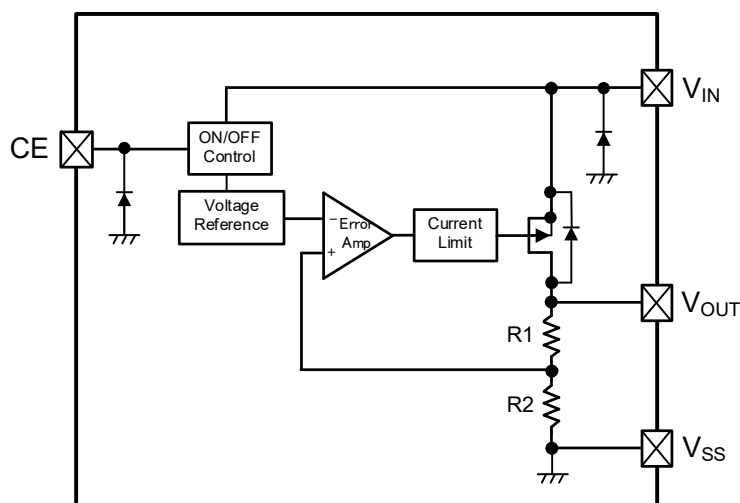 V_IN
CE
ON/OFF
Control
Voltage
Reference
−
Error
Amp
+
Current
Limit
V_OUT
R1
R2
V_SS